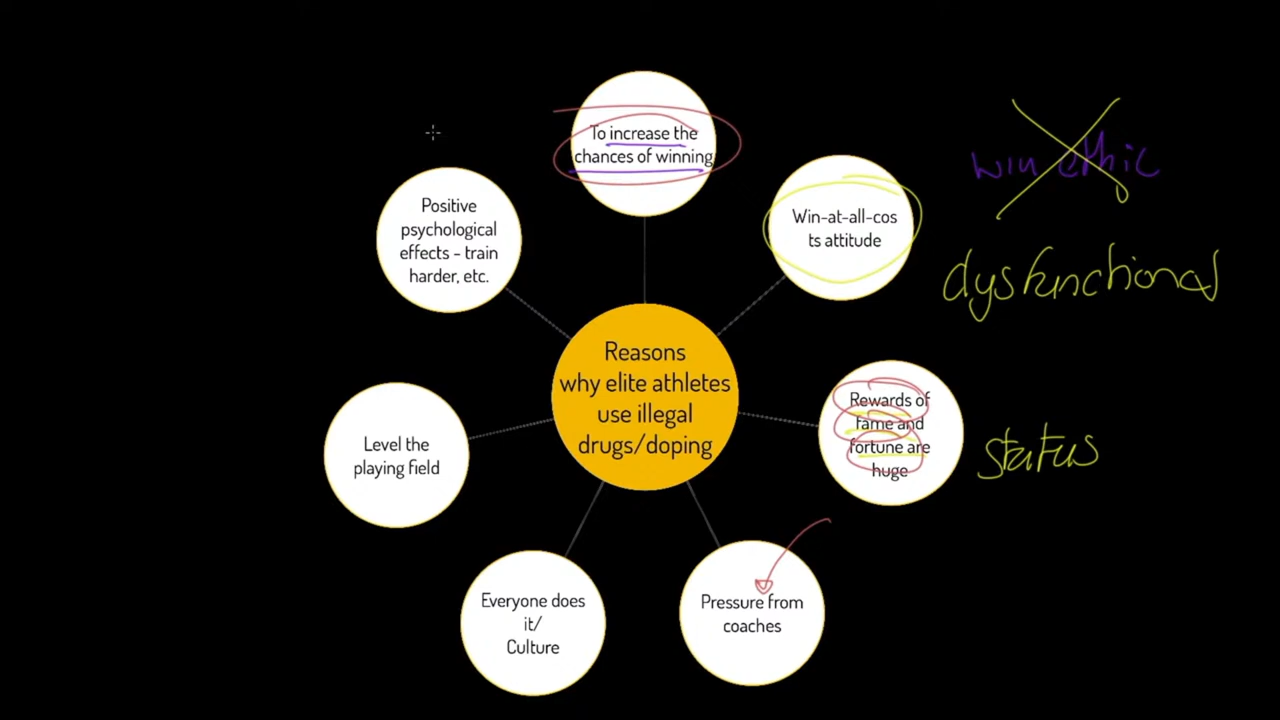 To increase the
chances of winning
win ethic
Win-at-all-cos
ts attitude
dysfunctional
Rewards of
fame and
fortune are
huge
status
Pressure from
coaches
Everyone does
it/
Culture
Level the
playing field
Positive
psychological
effects - train
harder, etc.
Reasons
why elite athletes
use illegal
drugs/doping